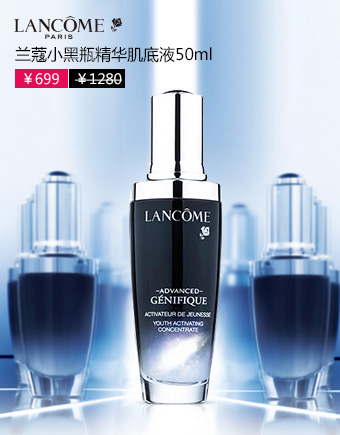 LANCÔME
PARIS
兰蔻小黑瓶精华肌底液50ml
￥699 ￥1280
LANCÔME
–ADVANCED–
GÉNIFIQUE
ACTIVATEUR DE JEUNESSE
YOUTH ACTIVATING
CONCENTRATE